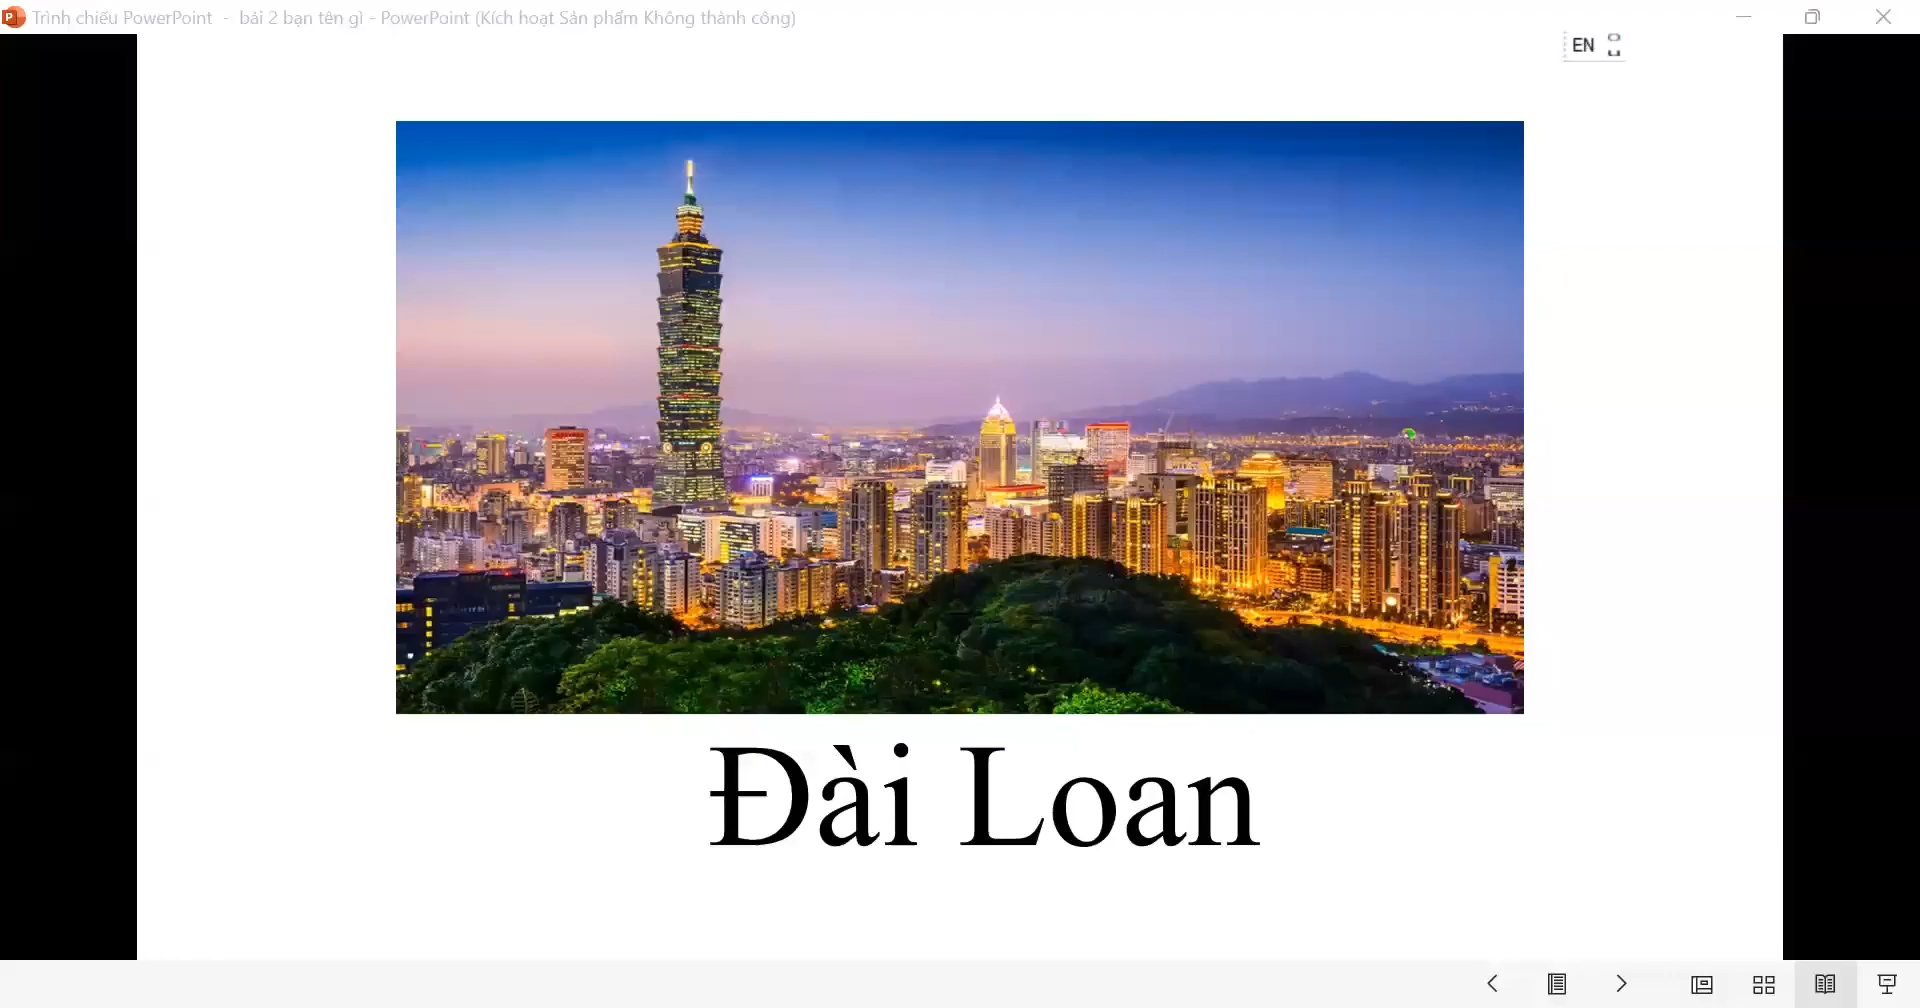 Trình chiếu PowerPoint - bài 2 bạn tên gì - PowerPoint (Kích hoạt Sản phẩm Không thành công)
EN
Đài Loan